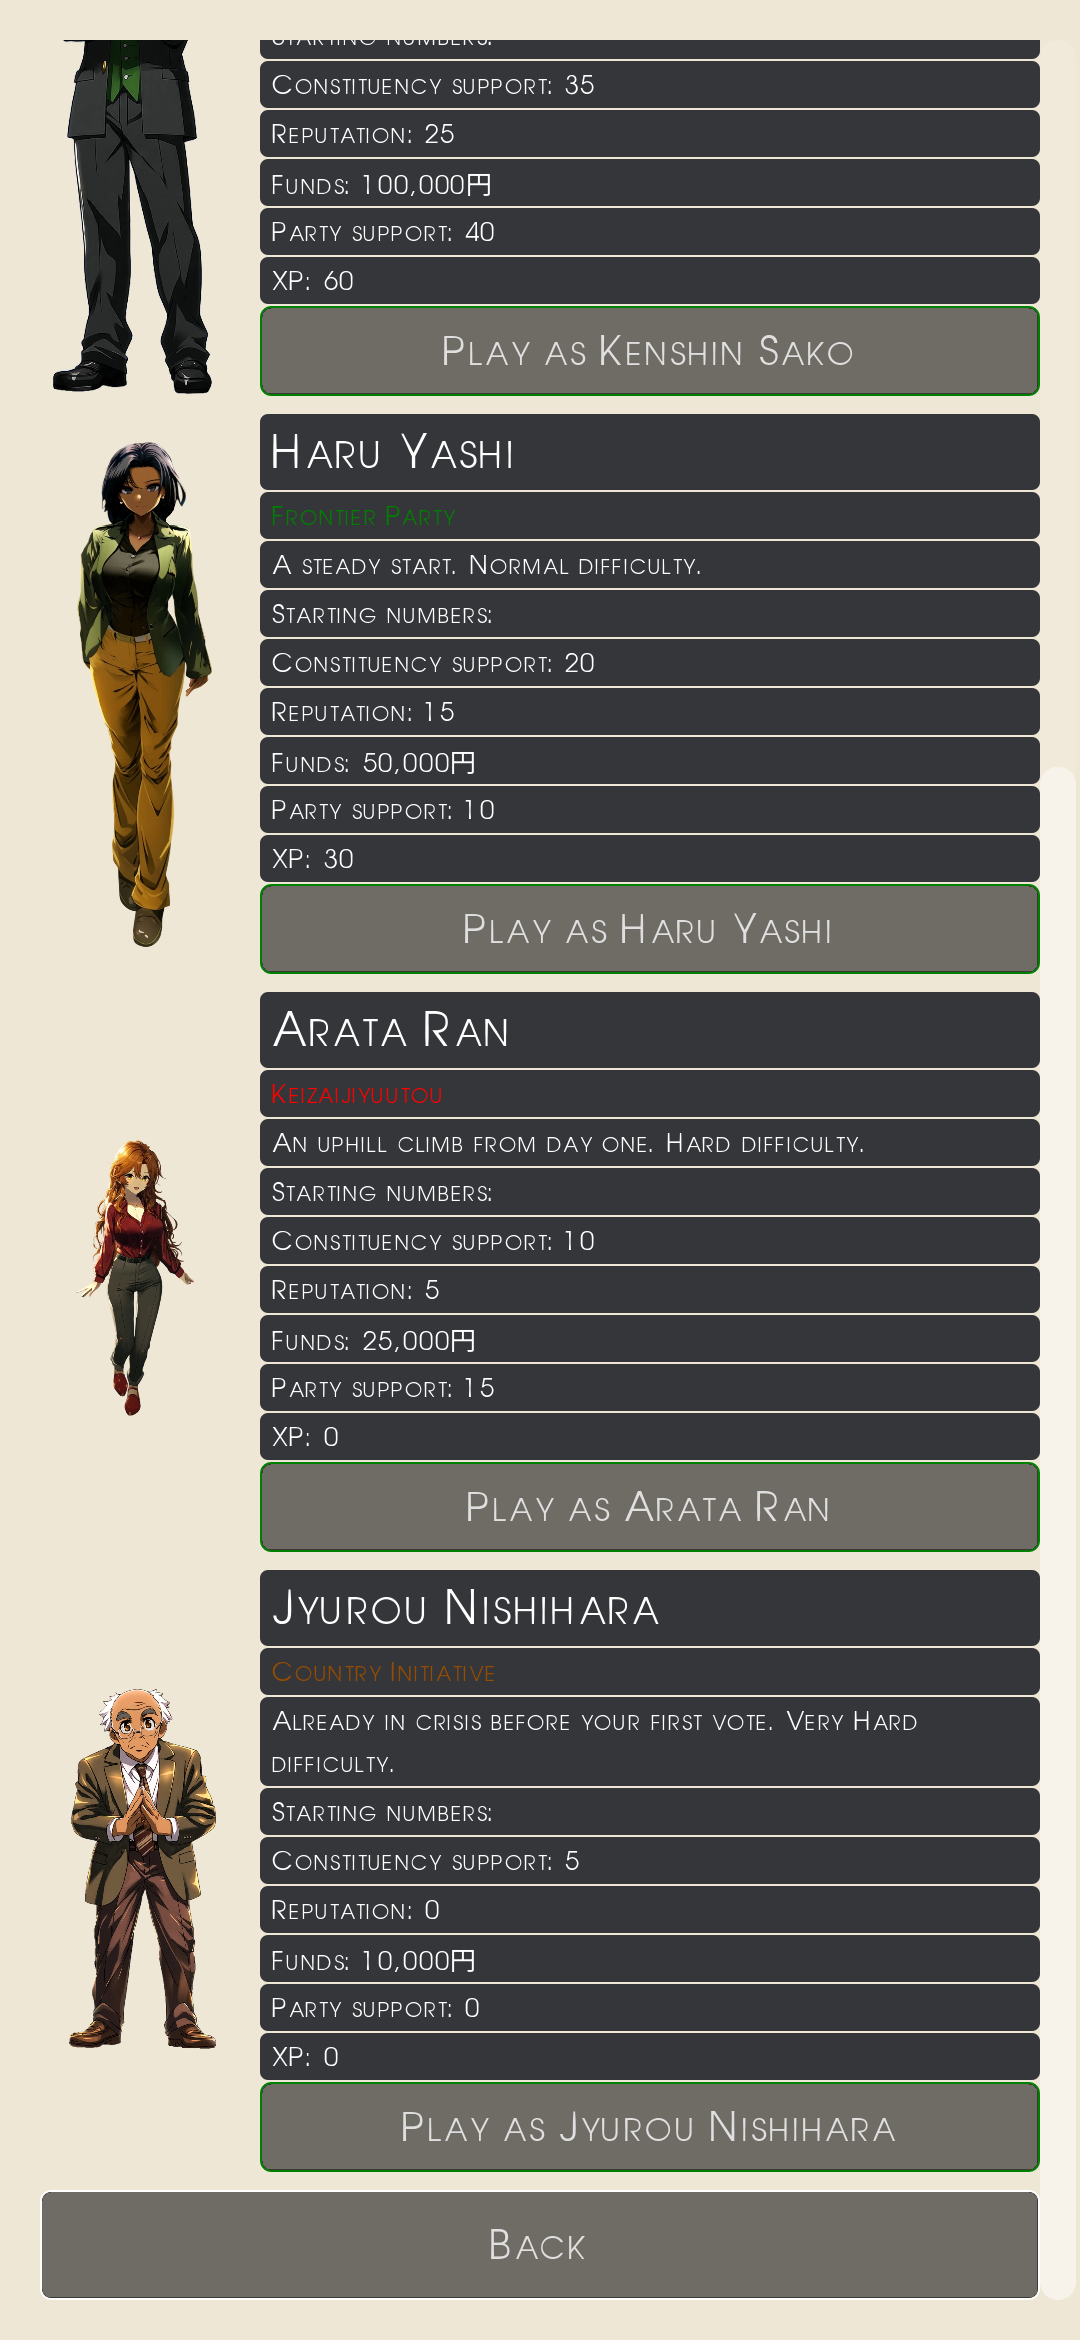 Starting numbers:
Constituency support: 35
Reputation: 25
Funds: 100,000円
Party support: 40
XP: 60
Play as Kenshin Sako
Haru Yashi
Frontier Party
A steady start. Normal difficulty.
Starting numbers:
Constituency support: 20
Reputation: 15
Funds: 50,000円
Party support: 10
XP: 30
Play as Haru Yashi
Arata Ran
Keizaijiyuutou
An uphill climb from day one. Hard difficulty.
Starting numbers:
Constituency support: 10
Reputation: 5
Funds: 25,000円
Party support: 15
XP: 0
Play as Arata Ran
Jyurou Nishihara
Country Initiative
Already in crisis before your first vote. Very Hard
difficulty.
Starting numbers:
Constituency support: 5
Reputation: 0
Funds: 10,000円
Party support: 0
XP: 0
Play as Jyurou Nishihara
Back